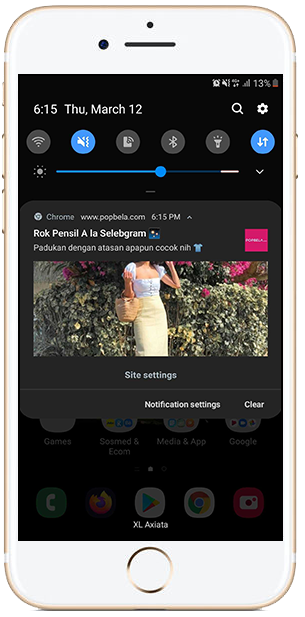 13%
6:15 Thu, March 12
Chrome www.popbela.com 6:15 PM
Rok Pensil A la Selebgram
Padukan dengan atasan apapun cocok nih
POPBELA
Site settings
Notification settings Clear
Games Sosmed & Ecom Media & App Google
XL Axiata